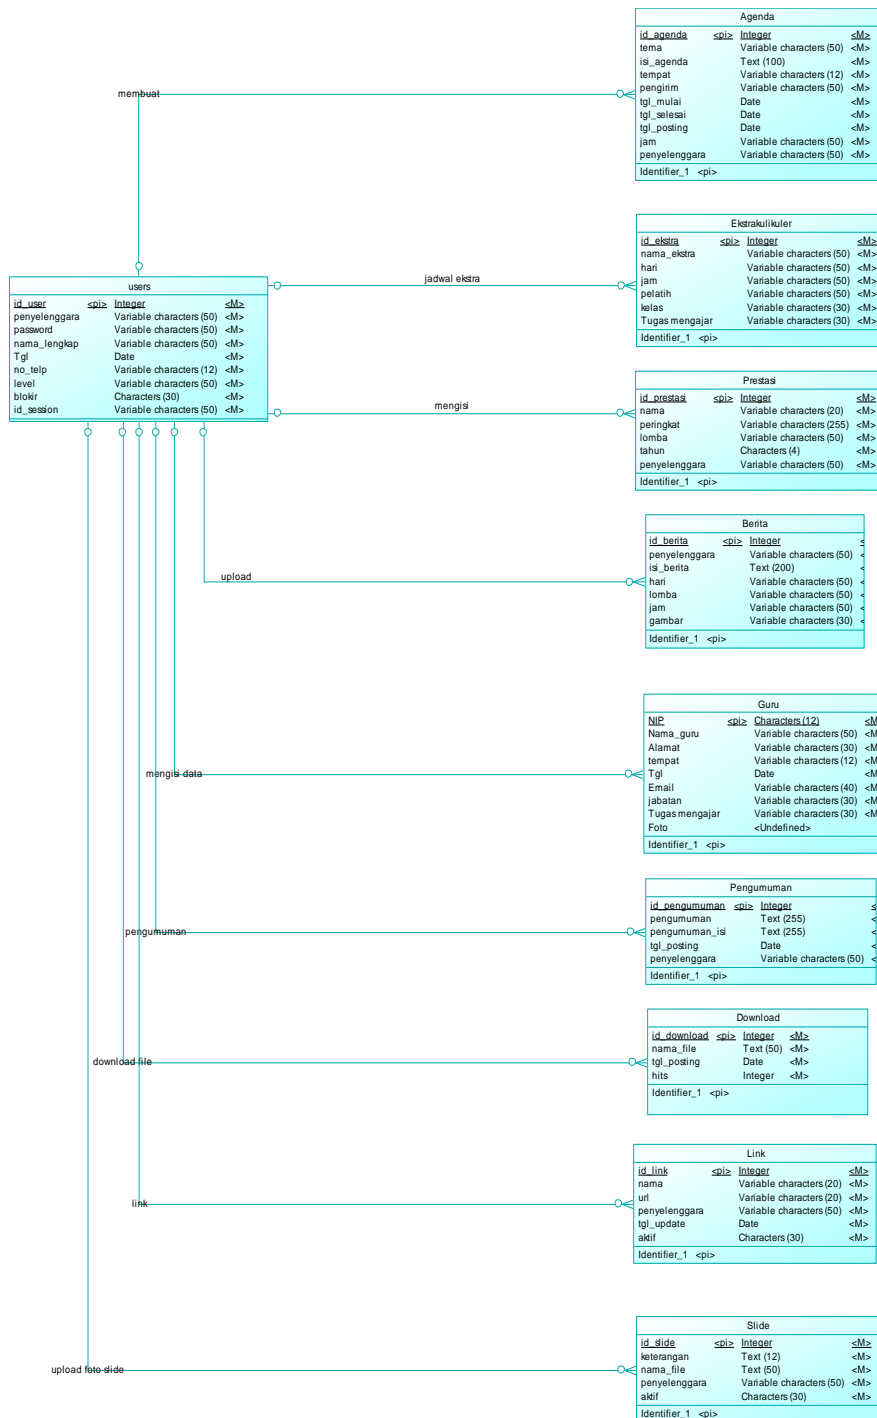 Agenda
id_agenda <pi> Integer <M>
tema Variable characters (50) <M>
isi_agenda Text (100) <M>
tempat Variable characters (12) <M>
pengirim Variable characters (50) <M>
tgl_mulai Date <M>
tgl_selesai Date <M>
tgl_posting Date <M>
jam Variable characters (50) <M>
penyelenggara Variable characters (50) <M>
Identifier_1 <pi>
membuat
Ekstrakulikuler
id_ekstra <pi> Integer <M>
nama_ekstra Variable characters (50) <M>
hari Variable characters (50) <M>
jam Variable characters (50) <M>
pelatih Variable characters (50) <M>
kelas Variable characters (30) <M>
Tugas mengajar Variable characters (30) <M>
Identifier_1 <pi>
jadwal ekstra
users
id_user <pi> Integer <M>
penyelenggara Variable characters (50) <M>
password Variable characters (50) <M>
nama_lengkap Variable characters (50) <M>
Tgl Date <M>
no_telp Variable characters (12) <M>
level Variable characters (50) <M>
blokir Characters (30) <M>
id_session Variable characters (50) <M>
Prestasi
id_prestasi <pi> Integer <M>
nama Variable characters (20) <M>
peringkat Variable characters (255) <M>
lomba Variable characters (50) <M>
tahun Characters (4) <M>
penyelenggara Variable characters (50) <M>
Identifier_1 <pi>
mengisi
Berita
id_berita <pi> Integer <
penyelenggara Variable characters (50) <
isi_berita Text (200) <
hari Variable characters (50) <
lomba Variable characters (50) <
jam Variable characters (50) <
gambar Variable characters (30) <
Identifier_1 <pi>
upload
Guru
NIP <pi> Characters (12) <M
Nama_guru Variable characters (50) <M
Alamat Variable characters (30) <M
tempat Variable characters (12) <M
Tgl Date <M
Email Variable characters (40) <M
jabatan Variable characters (30) <M
Tugas mengajar Variable characters (30) <M
Foto <Undefined>
Identifier_1 <pi>
mengisi data
Pengumuman
id_pengumuman <pi> Integer <
pengumuman Text (255) <
pengumuman_isi Text (255) <
tgl_posting Date <
penyelenggara Variable characters (50) <
Identifier_1 <pi>
pengumuman
Download
id_download <pi> Integer <M>
nama_file Text (50) <M>
tgl_posting Date <M>
hits Integer <M>
Identifier_1 <pi>
download file
Link
id_link <pi> Integer <M>
nama Variable characters (20) <M>
url Variable characters (20) <M>
penyelenggara Variable characters (50) <M>
tgl_update Date <M>
aktif Characters (30) <M>
Identifier_1 <pi>
link
Slide
id_slide <pi> Integer <M>
keterangan Text (12) <M>
nama_file Text (50) <M>
penyelenggara Variable characters (50) <M>
aktif Characters (30) <M>
Identifier_1 <pi>
upload foto slide